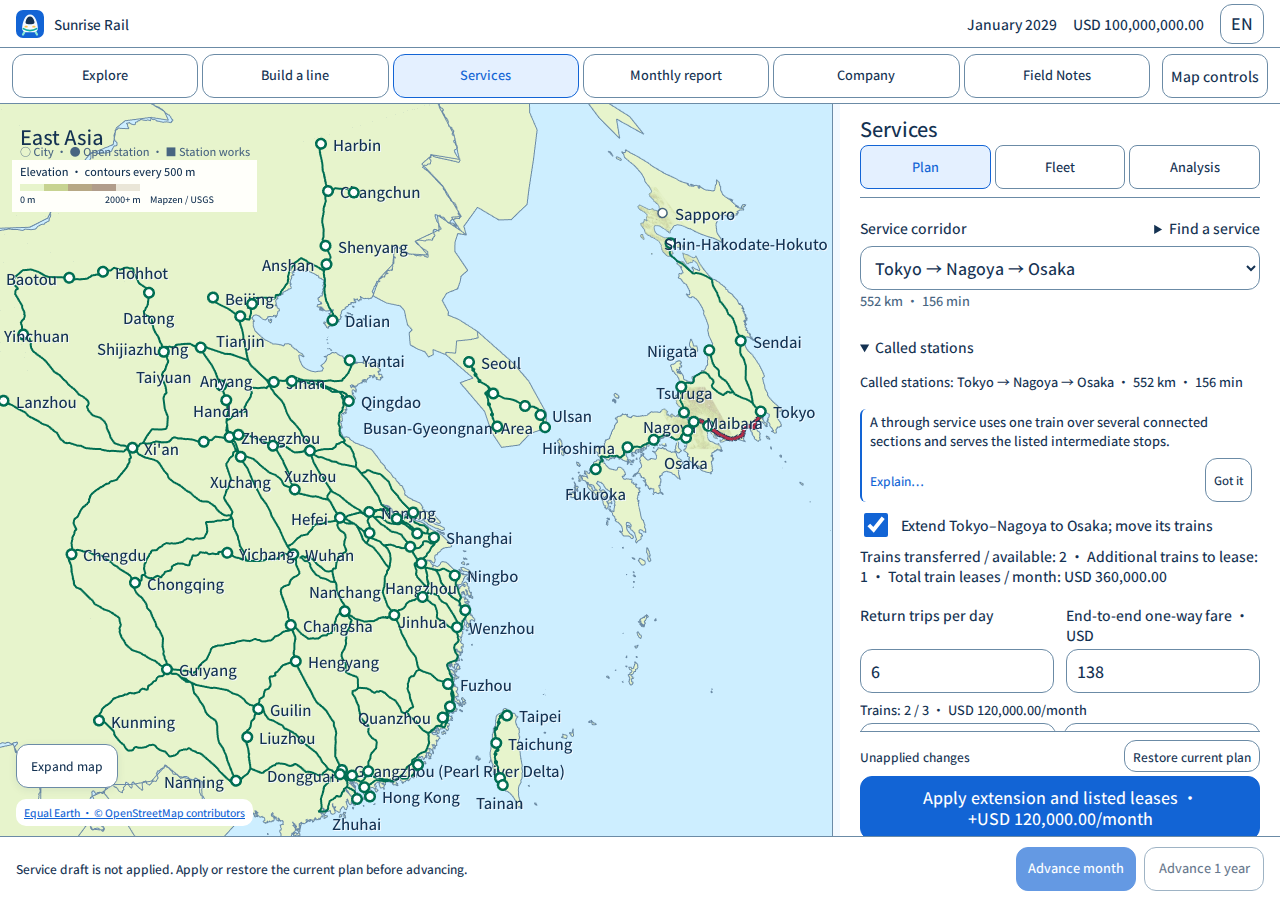 Sunrise Rail
January 2029 USD 100,000,000.00 EN
Explore
Build a line
Services
Monthly report
Company
Field Notes
Map controls
East Asia
City • Open station • Station works
Elevation • contours every 500 m
0 m 2000+ m Mapzen / USGS
Harbin
Changchun
Sapporo
Shin-Hakodate-Hokuto
Shenyang
Anshan
Hohhot
Baotou
Beijing
Datong
Dalian
Yinchuan
Tianjin
Sendai
Shijiazhuang
Niigata
Yantai
Seoul
Taiyuan
Anyang
Jinan
Tsuruga
Lanzhou
Qingdao
Handan
Ulsan
Tokyo
Busan-Gyeongnam Area
Nagoya
Maibara
Zhengzhou
Xi'an
Hiroshima
Osaka
Xuchang
Xuzhou
Fukuoka
Hefei
Nanjing
Shanghai
Chengdu
Yichang
Wuhan
Ningbo
Chongqing
Nanchang
Hangzhou
Changsha
Jinhua
Wenzhou
Hengyang
Guiyang
Fuzhou
Guilin
Quanzhou
Taipei
Kunming
Liuzhou
Taichung
Expand map
Nanning
Dongguan
Guangzhou (Pearl River Delta)
Hong Kong
Tainan
Zhuhai
Equal Earth • © OpenStreetMap contributors
Services
Plan
Fleet
Analysis
Service corridor
Find a service
Tokyo → Nagoya → Osaka
552 km • 156 min
Called stations
Called stations: Tokyo → Nagoya → Osaka • 552 km • 156 min
A through service uses one train over several connected
sections and serves the listed intermediate stops.
Explain…
Got it
Extend Tokyo–Nagoya to Osaka; move its trains
Trains transferred / available: 2 • Additional trains to lease:
1 • Total train leases / month: USD 360,000.00
Return trips per day
End-to-end one-way fare •
USD
6
138
Trains: 2 / 3 • USD 120,000.00/month
Unapplied changes
Restore current plan
Apply extension and listed leases •
+USD 120,000.00/month
Service draft is not applied. Apply or restore the current plan before advancing.
Advance month
Advance 1 year